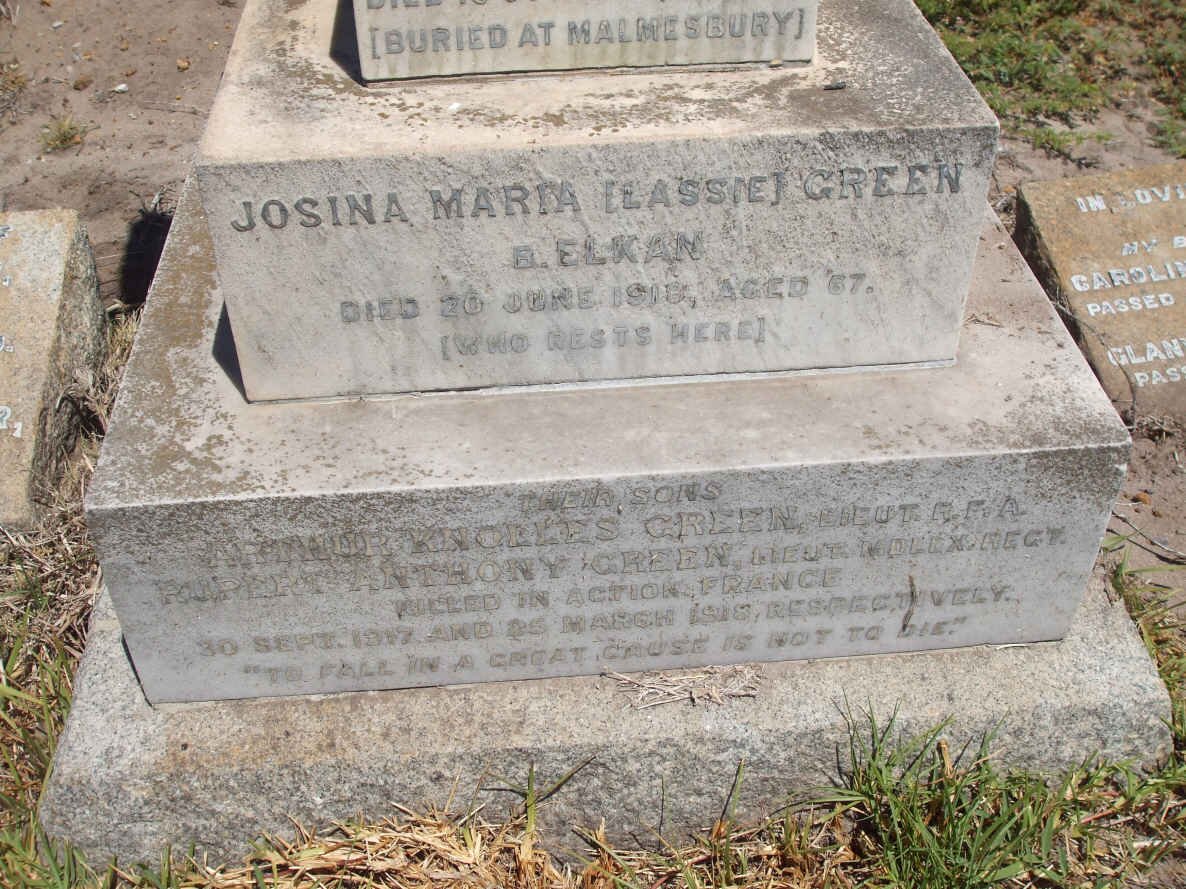 [BURIED AT MALMESBURY]
JOSINA MARIA [LASSIE] GREEN
B. ELKAN
DIED 20 JUNE 1918, AGED 67.
[WHO RESTS HERE]
THEIR SONS
ARTHUR KNOLLES GREEN, LIEUT. R.F.A.
RUPERT ANTHONY GREEN, LIEUT. MDLEX. REGT.
KILLED IN ACTION, FRANCE
30 SEPT. 1917 AND 25 MARCH 1918, RESPECTIVELY.
"TO FALL IN A GREAT CAUSE IS NOT TO DIE."
IN LOVI
MY B
CAROLIN
PASSED
PASS